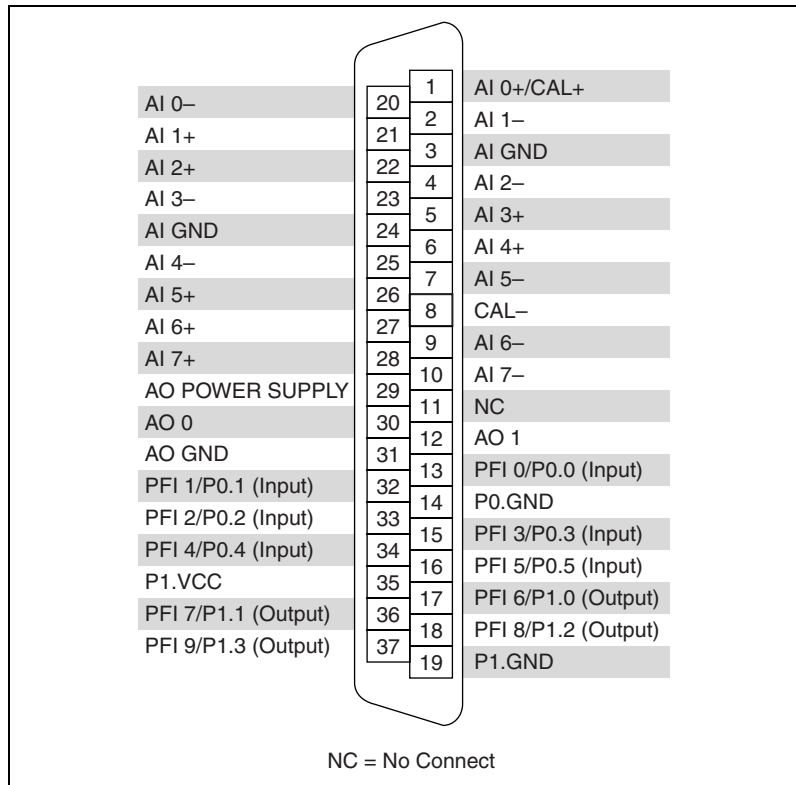 1 AI 0+/CAL+
AI 0– 20
2 AI 1–
AI 1+ 21
3 AI GND
AI 2+ 22
4 AI 2–
AI 3– 23
5 AI 3+
AI GND 24
6 AI 4+
AI 4– 25
7 AI 5–
AI 5+ 26
8 CAL–
AI 6+ 27
9 AI 6–
AI 7+ 28
10 AI 7–
AO POWER SUPPLY 29
11 NC
AO 0 30
12 AO 1
AO GND 31
13 PFI 0/P0.0 (Input)
PFI 1/P0.1 (Input) 32
14 P0.GND
PFI 2/P0.2 (Input) 33
15 PFI 3/P0.3 (Input)
PFI 4/P0.4 (Input) 34
16 PFI 5/P0.5 (Input)
P1.VCC 35
17 PFI 6/P1.0 (Output)
PFI 7/P1.1 (Output) 36
18 PFI 8/P1.2 (Output)
PFI 9/P1.3 (Output) 37
19 P1.GND
NC = No Connect